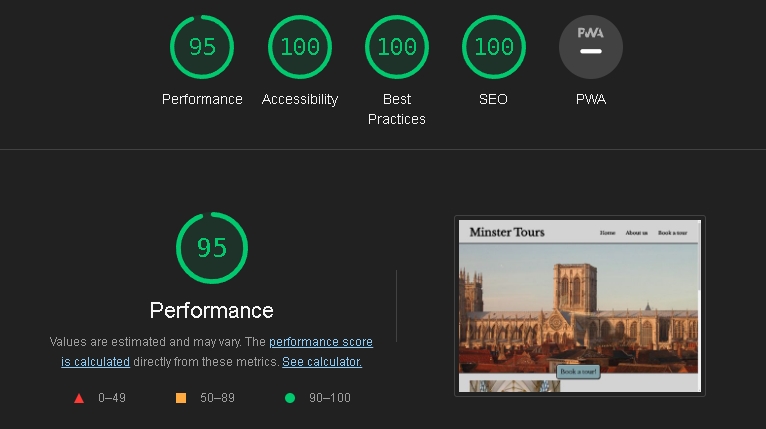 95 100 100 100 PWA
Performance Accessibility Best Practices SEO PWA
95
Minster Tours Home About us Book a tour
Performance
Values are estimated and may vary. The performance score
is calculated directly from these metrics. See calculator.
Book a tour!
0–49 50–89 90–100